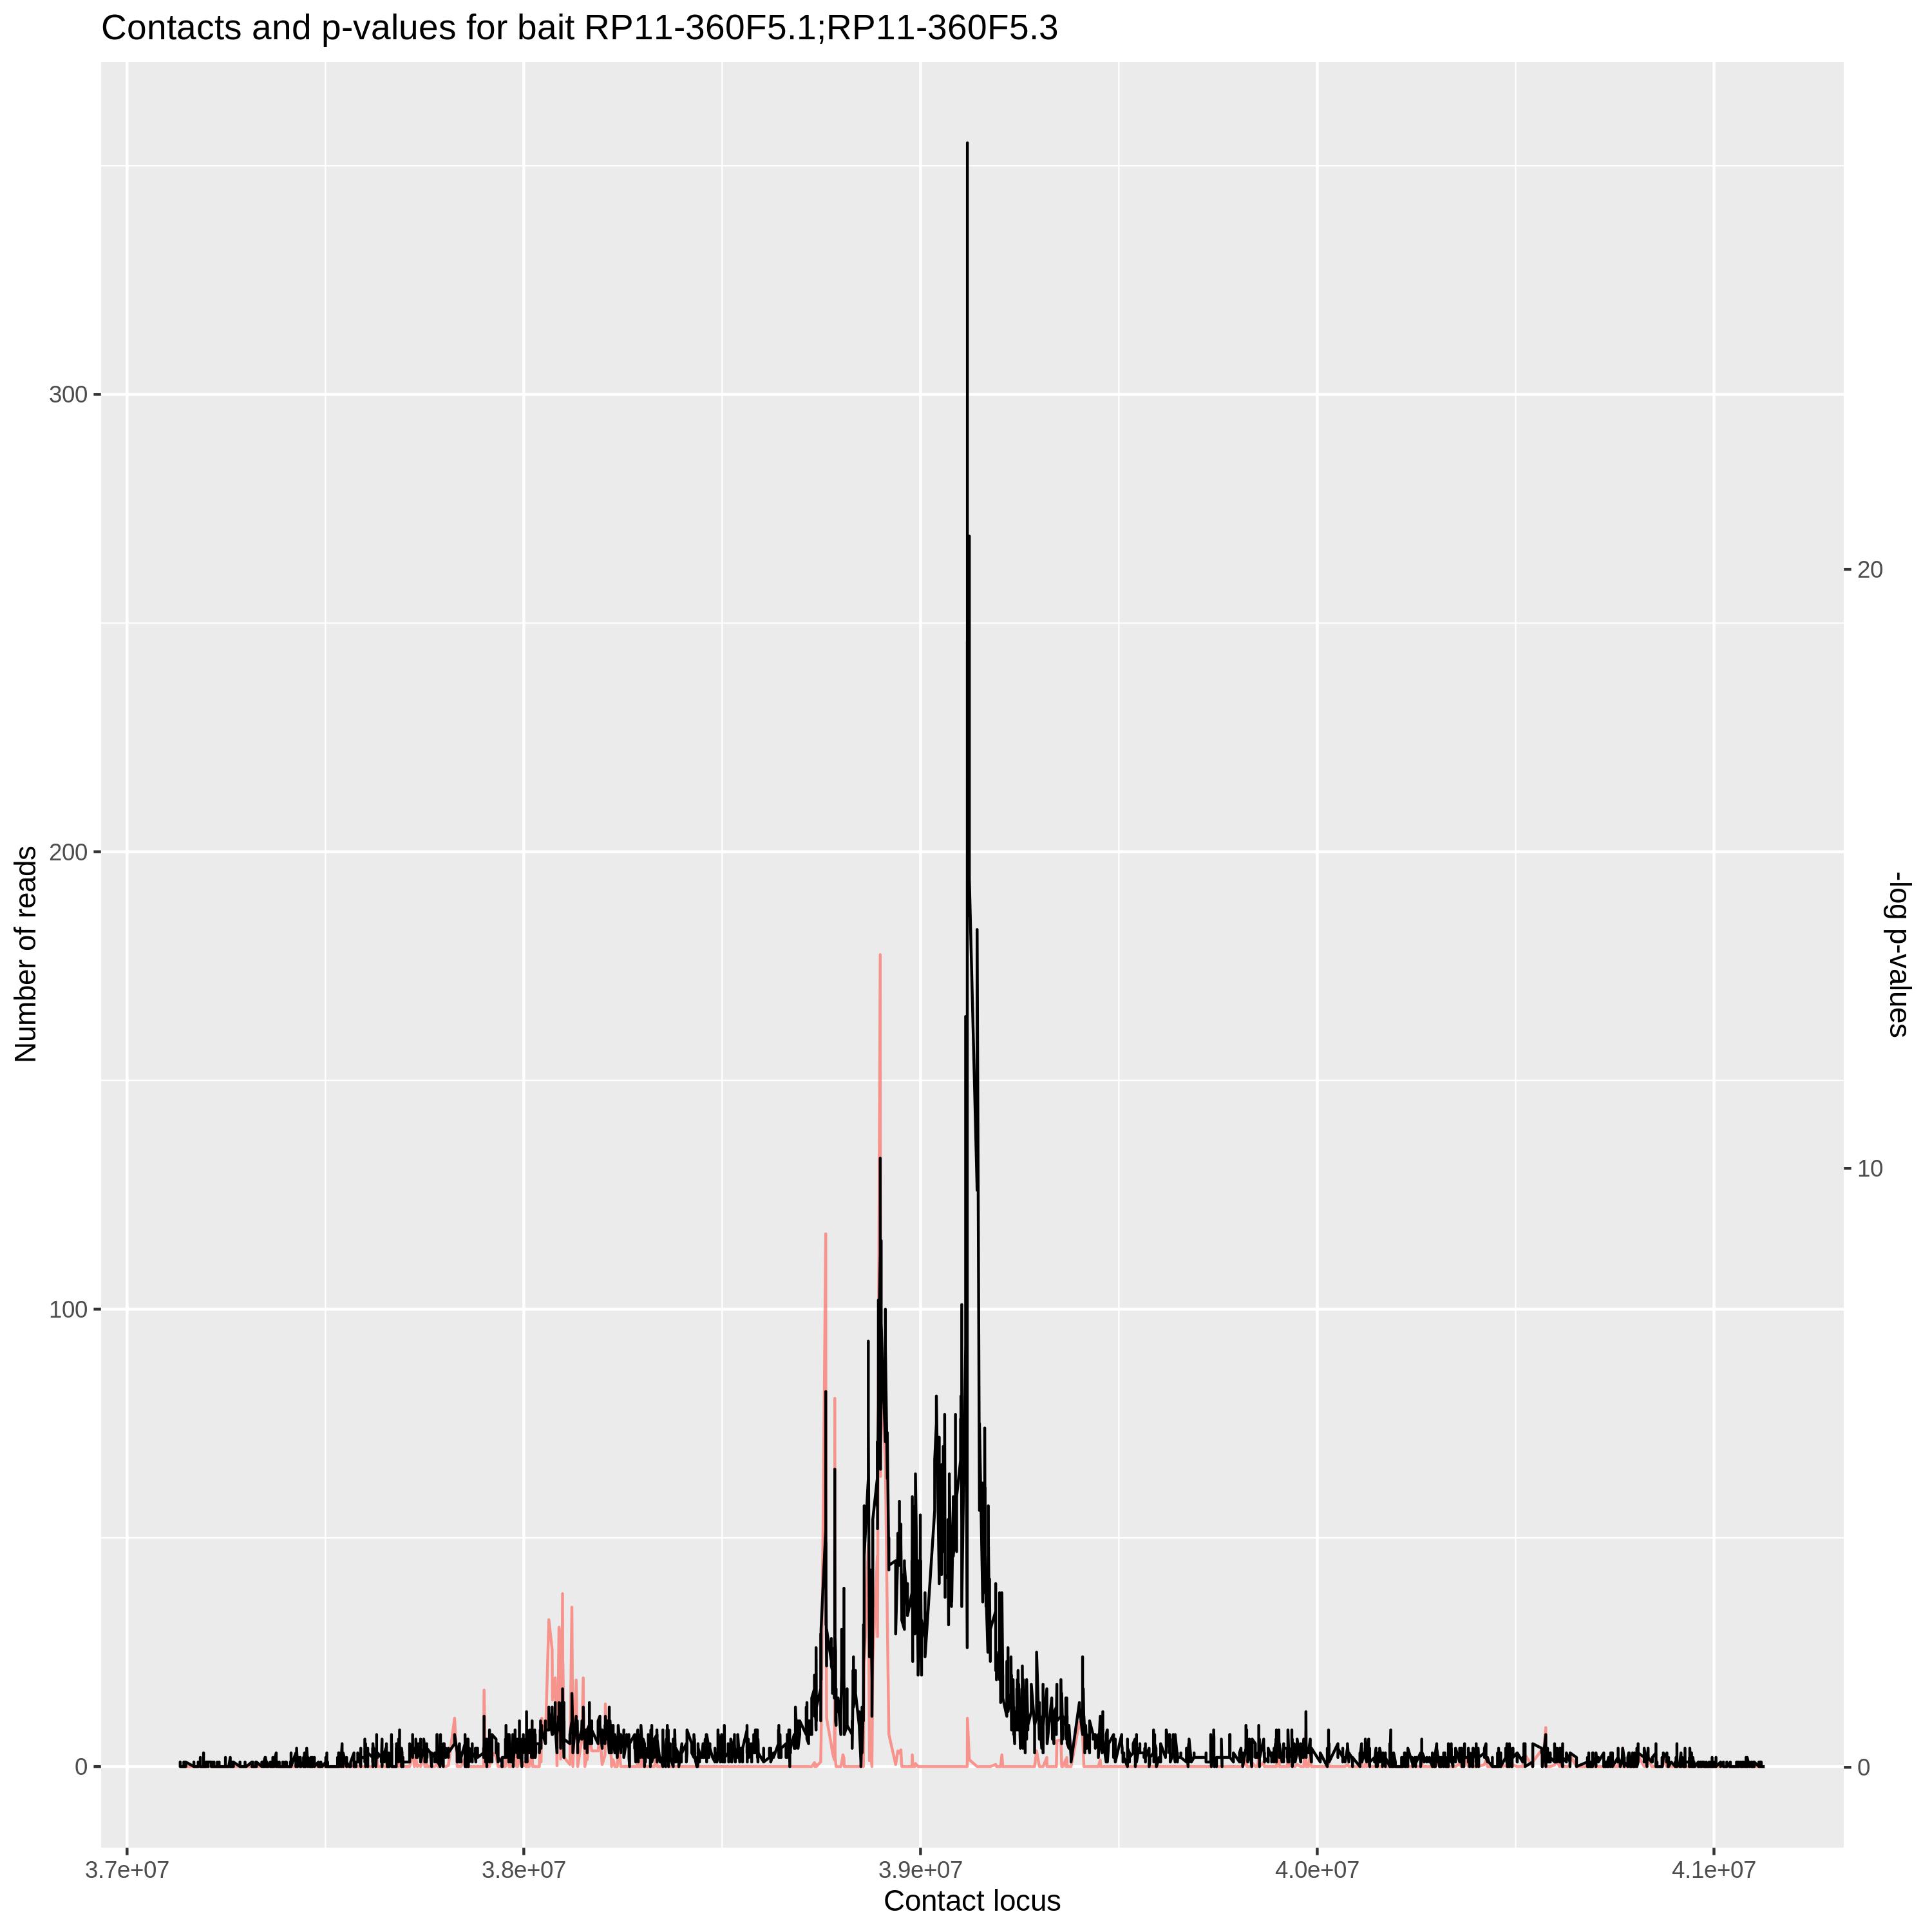 Contacts and p-values for bait RP11-360F5.1;RP11-360F5.3
Number of reads
300
200
100
0
-log p-values
20
10
0
3.7e+07
3.8e+07
3.9e+07
4.0e+07
4.1e+07
Contact locus